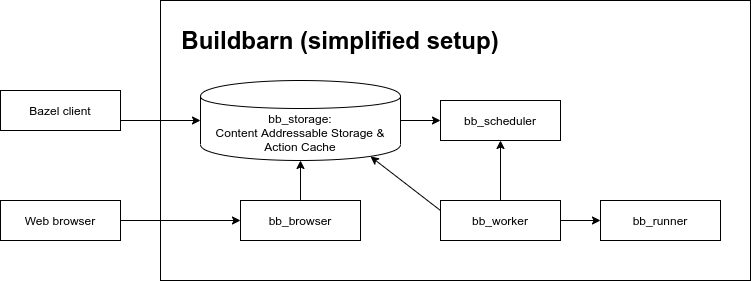 Buildbarn (simplified setup)
Bazel client
bb_storage:
Content Addressable Storage &
Action Cache
bb_scheduler
Web browser
bb_browser
bb_worker
bb_runner